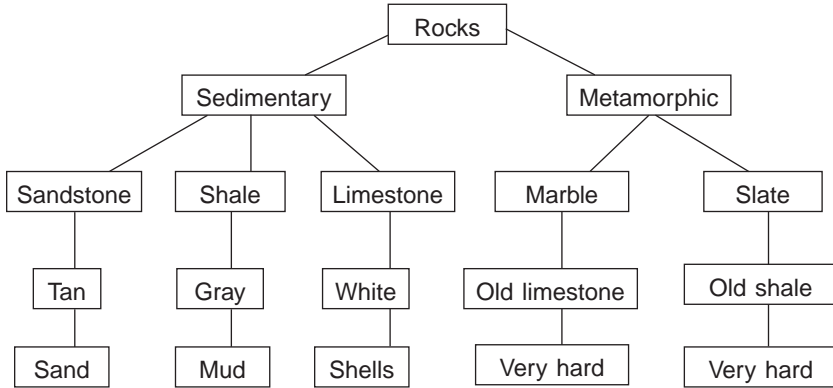 Rocks
Sedimentary
Metamorphic
Sandstone
Shale
Limestone
Marble
Slate
Tan
Gray
White
Old limestone
Old shale
Sand
Mud
Shells
Very hard
Very hard